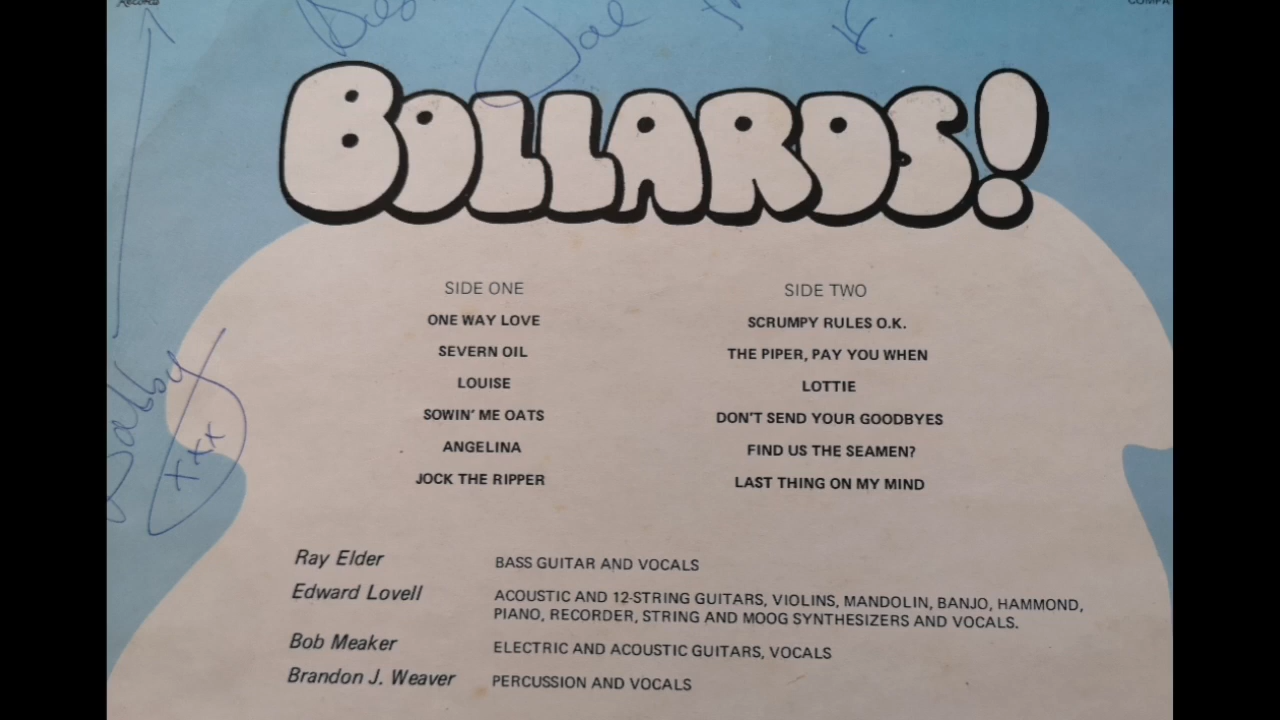 Records
BOLLARDS!
SIDE ONE
ONE WAY LOVE
SEVERN OIL
LOUISE
SOWIN' ME OATS
ANGELINA
JOCK THE RIPPER
SIDE TWO
SCRUMPY RULES O.K.
THE PIPER, PAY YOU WHEN
LOTTIE
DON'T SEND YOUR GOODBYES
FIND US THE SEAMEN?
LAST THING ON MY MIND
xxx
Ray Elder BASS GUITAR AND VOCALS
Edward Lovell ACOUSTIC AND 12-STRING GUITARS, VIOLINS, MANDOLIN, BANJO, HAMMOND,
PIANO, RECORDER, STRING AND MOOG SYNTHESIZERS AND VOCALS.
Bob Meaker ELECTRIC AND ACOUSTIC GUITARS, VOCALS
Brandon J. Weaver PERCUSSION AND VOCALS